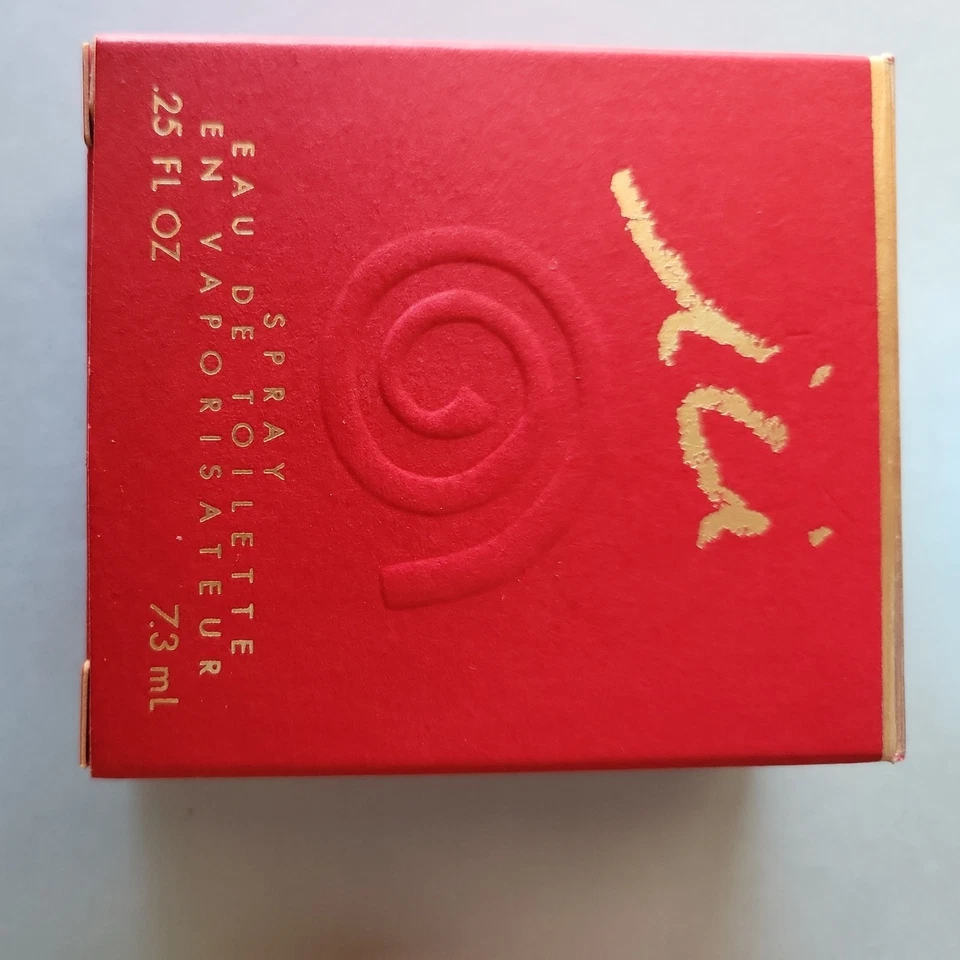 ici
SPRAY
EAU DE TOILETTE
EN VAPORISATEUR
.25 FL OZ 7.3 mL